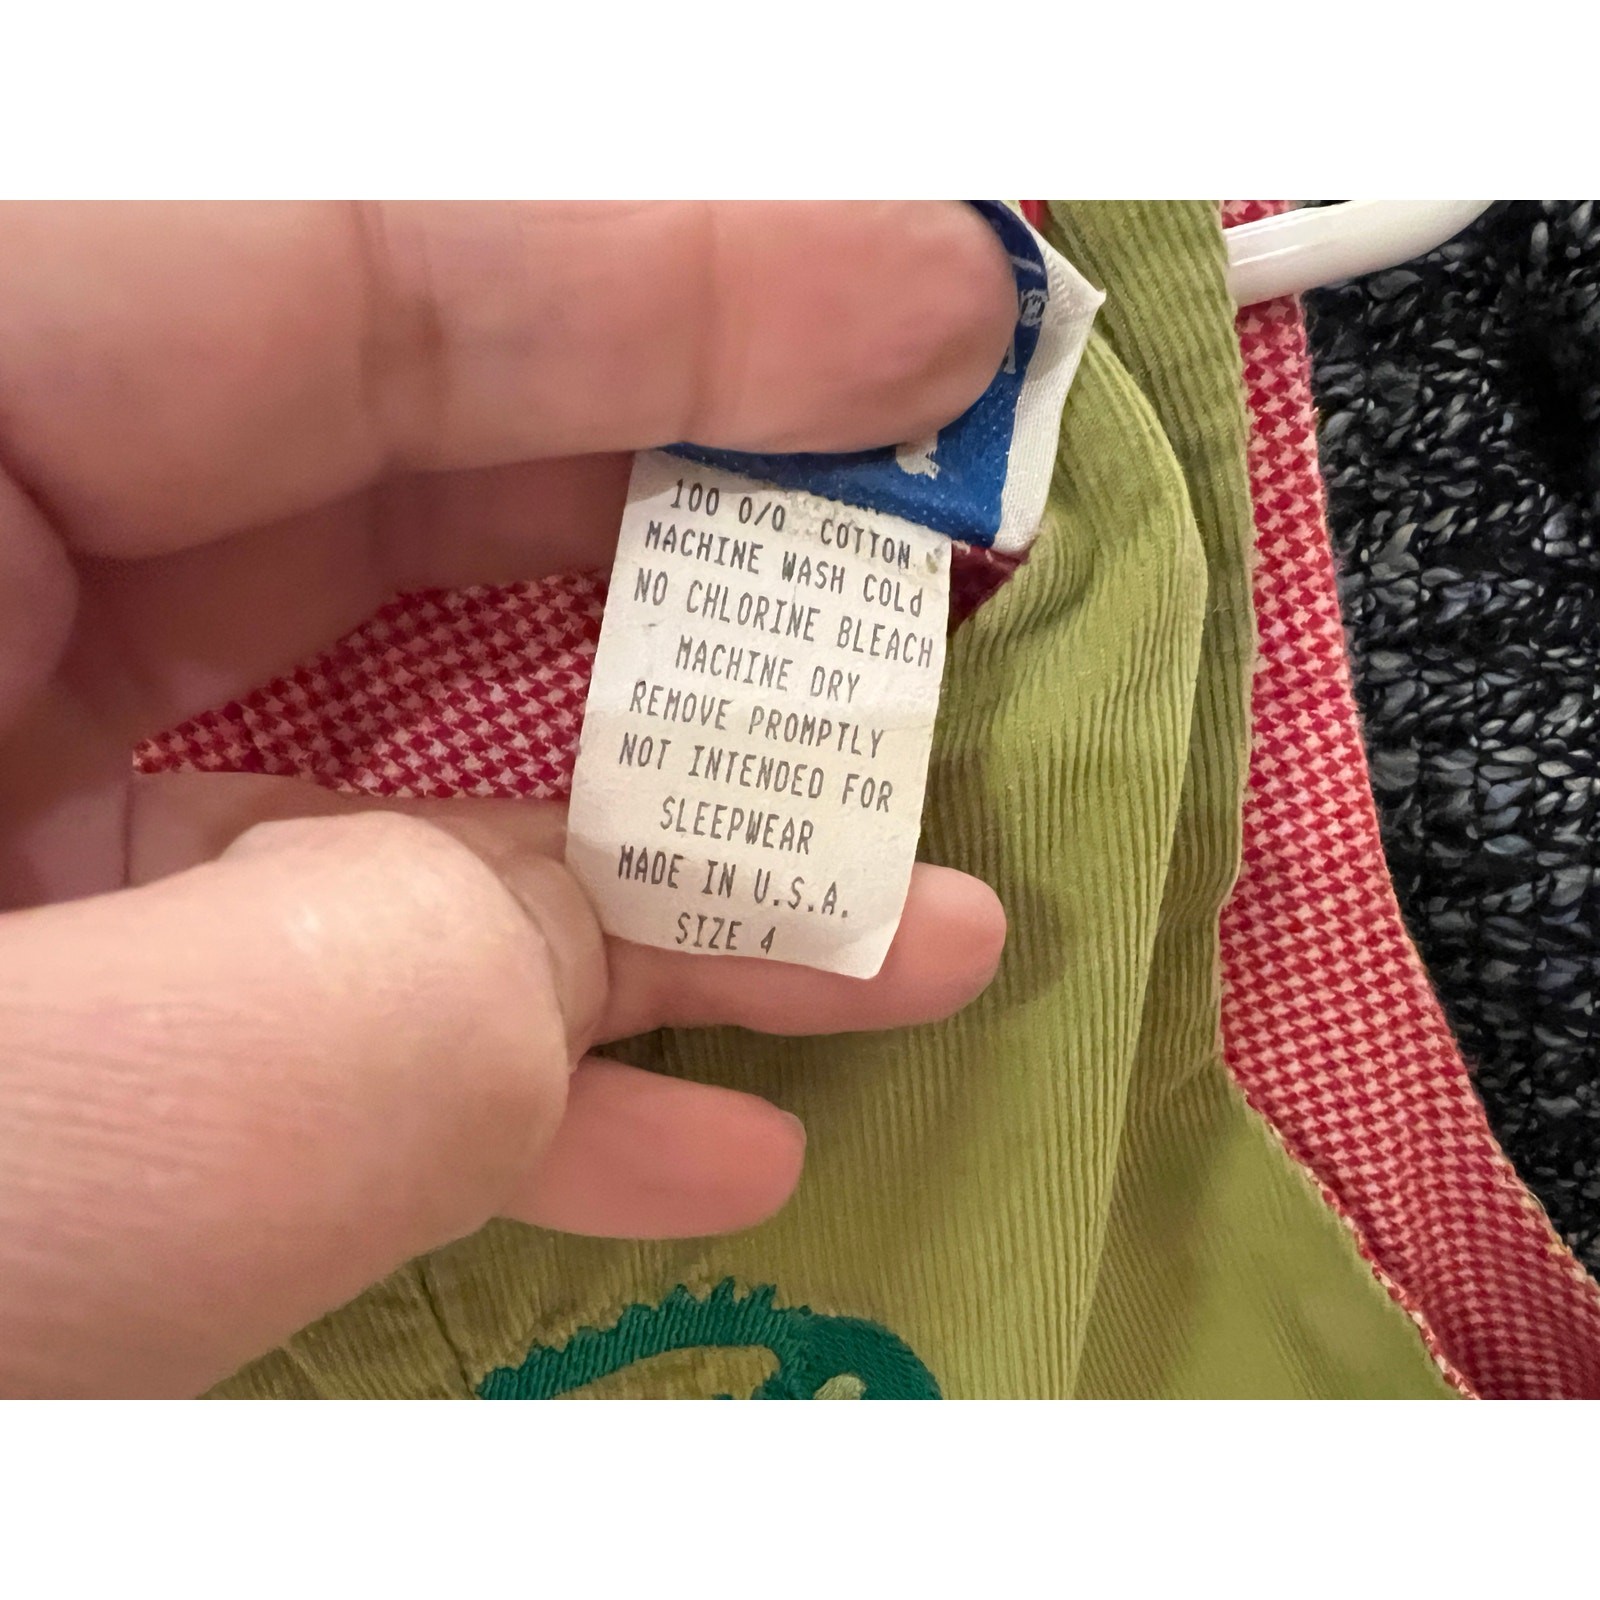 100 0/0 COTTON
MACHINE WASH COLd
NO CHLORINE BLEACH
MACHINE DRY
REMOVE PROMPTLY
NOT INTENDED FOR
SLEEPWEAR
MADE IN U.S.A.
SIZE 4